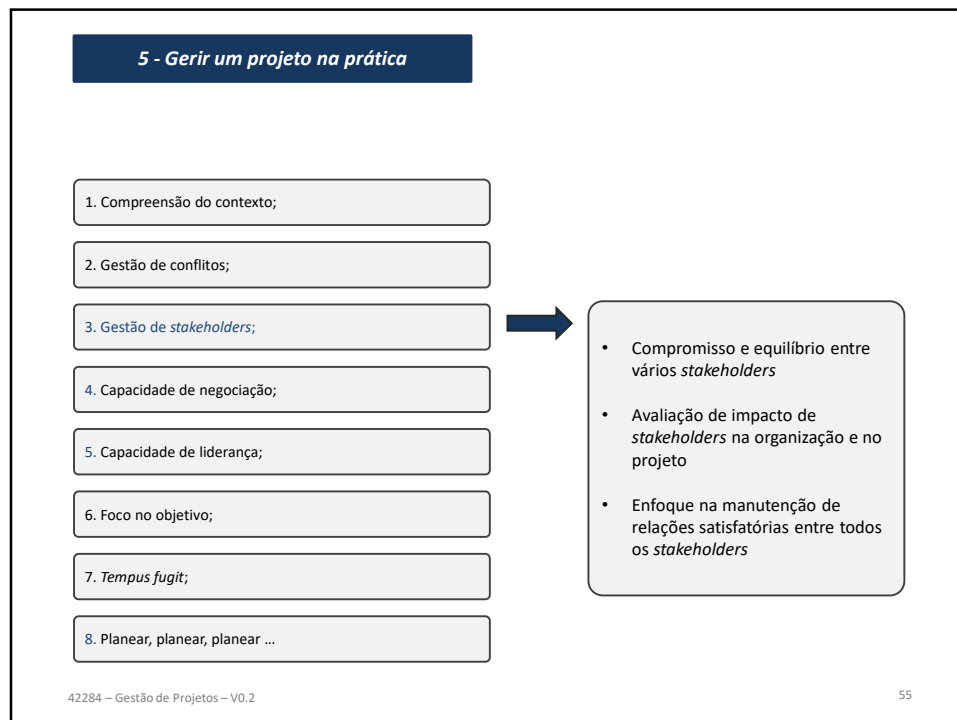 5 - Gerir um projeto na prática
1. Compreensão do contexto;
2. Gestão de conflitos;
3. Gestão de stakeholders;
4. Capacidade de negociação;
5. Capacidade de liderança;
6. Foco no objetivo;
7. Tempus fugit;
8. Planear, planear, planear ...
• Compromisso e equilíbrio entre
vários stakeholders
• Avaliação de impacto de
stakeholders na organização e no
projeto
• Enfoque na manutenção de
relações satisfatórias entre todos
os stakeholders
42284 – Gestão de Projetos – V0.2
55